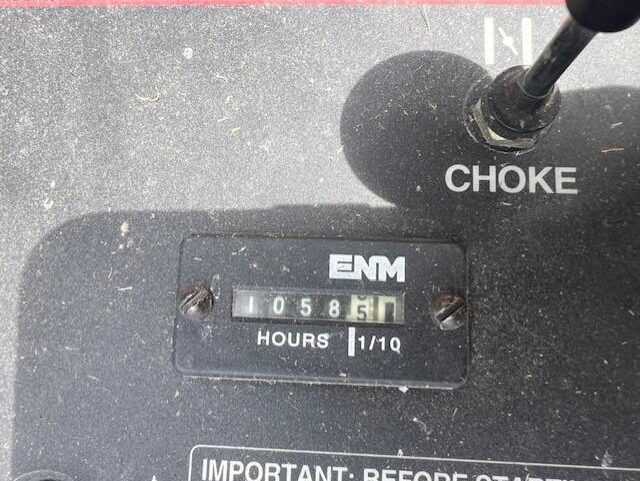 CHOKE
ENM
10585
HOURS 1/10
IMPORTANT: BEFORE